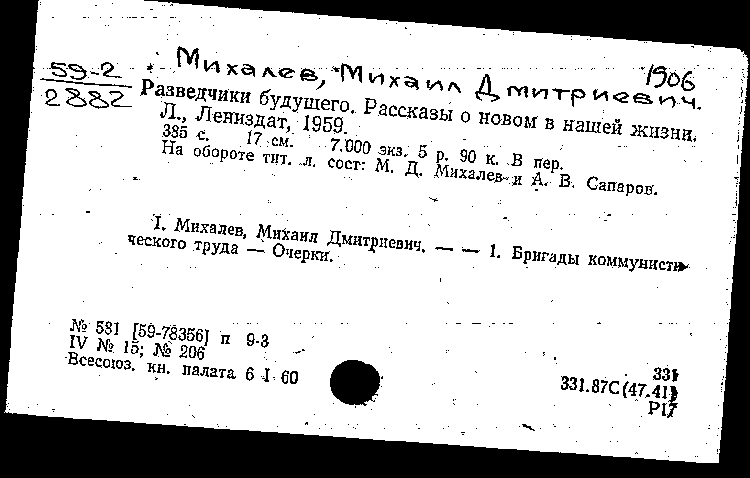 59-2
2882
Михалев, Михаил Дмитриевич.
1906
Разведчики будущего. Рассказы о новом в нашей жизни.
Л., Лениздат, 1959.
385 с. 17 см. 7.000 экз. 5 р. 90 к. В пер.
На обороте тит. л. сост: М. Д. Михалев и А. В. Сапаров.
I. Михалев, Михаил Дмитриевич. — — 1. Бригады коммунисти-
ческого труда — Очерки.
№ 581 [59-78356] п 9-3
IV № 15; № 206
Всесоюз. кн. палата 6 I 60
331
331.87С(47.41)
Р17